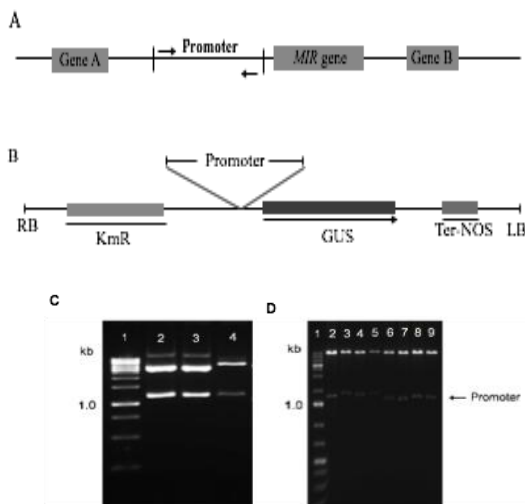 A
Promoter
Gene A
MIR gene
Gene B
B
Promoter
RB
KmR
GUS
Ter-NOS
LB
C
kb
1 2 3 4
1.0
D
kb
1 2 3 4 5 6 7 8 9
1.0
← Promoter